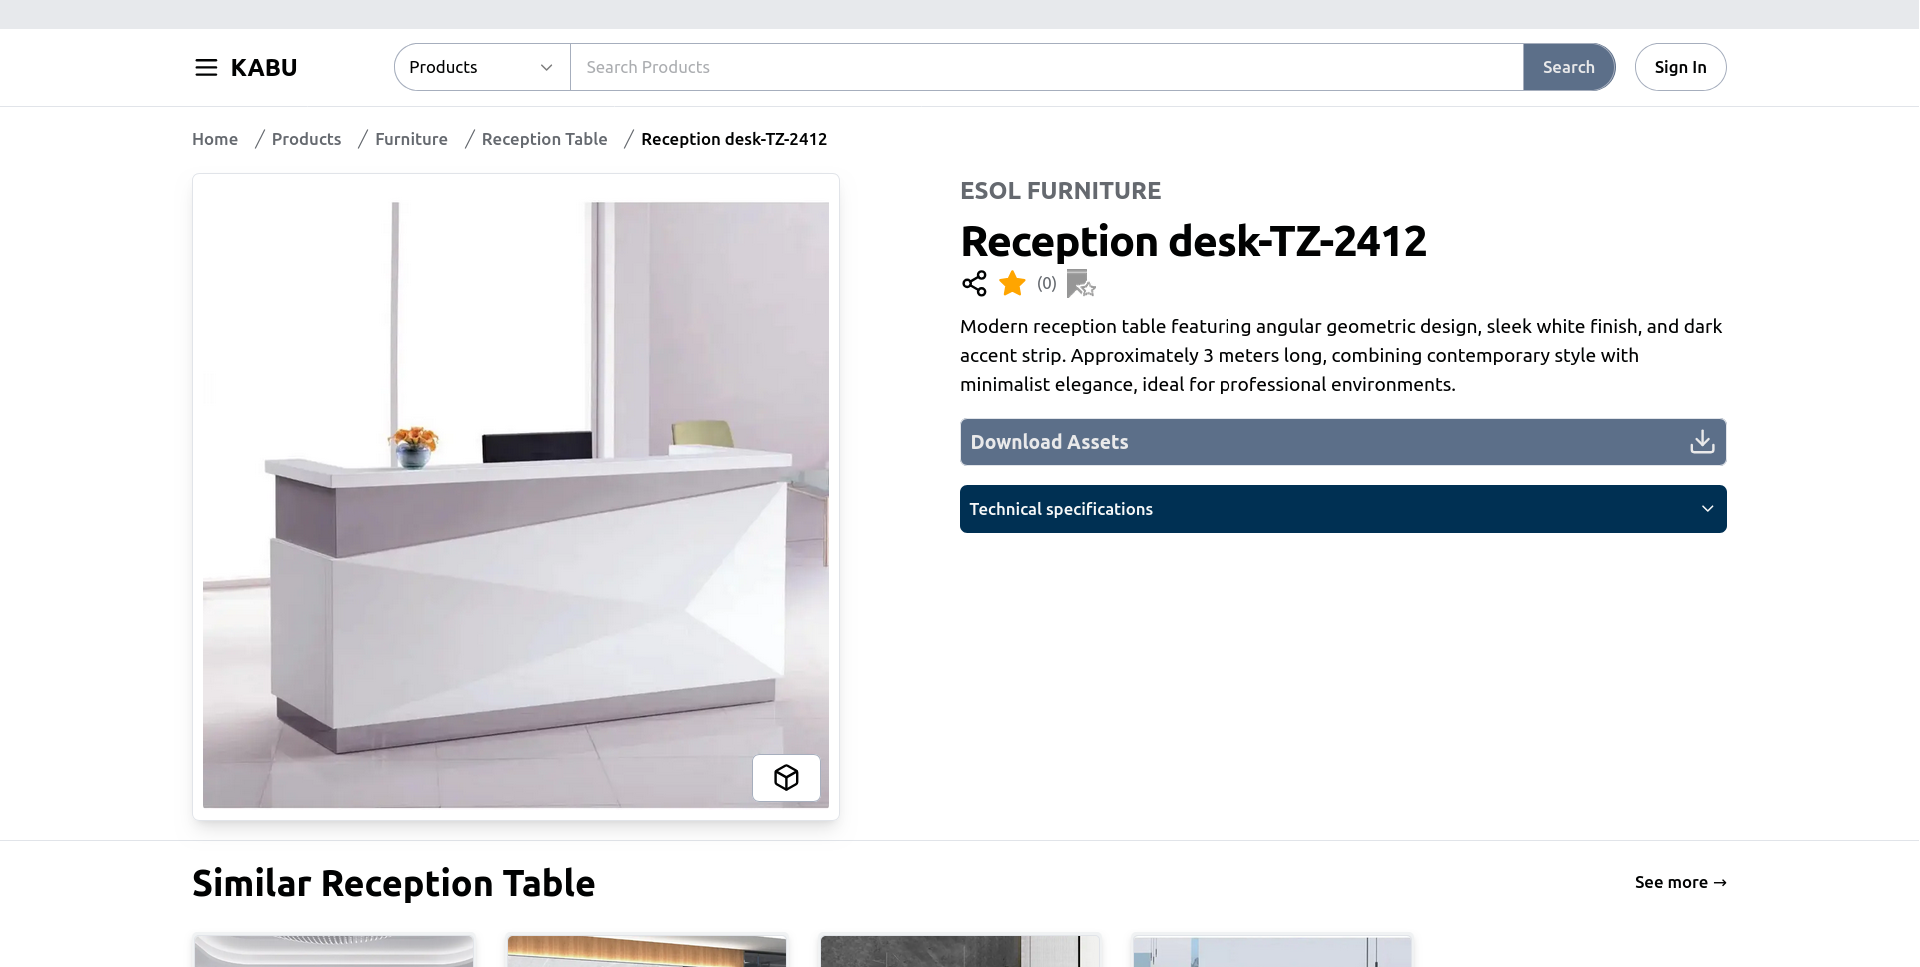 KABU
Products
Search Products
Search
Sign In
Home / Products / Furniture / Reception Table / Reception desk-TZ-2412
ESOL FURNITURE
Reception desk-TZ-2412
(0)
Modern reception table featuring angular geometric design, sleek white finish, and dark
accent strip. Approximately 3 meters long, combining contemporary style with
minimalist elegance, ideal for professional environments.
Download Assets
Technical specifications
Similar Reception Table
See more →